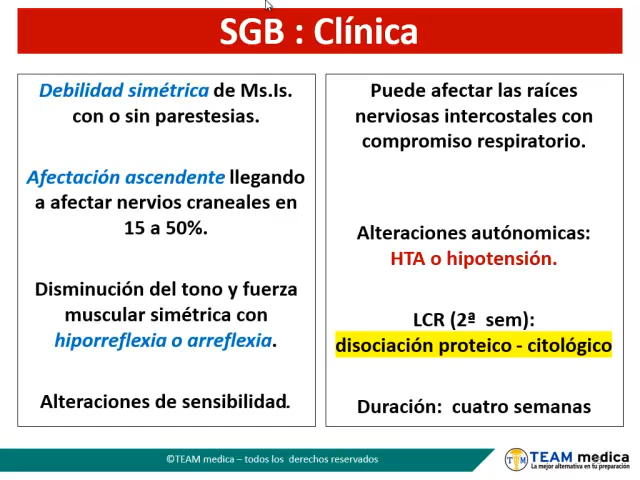 SGB : Clínica
Debilidad simétrica de Ms.Is.
con o sin parestesias.
Afectación ascendente llegando
a afectar nervios craneales en
15 a 50%.
Disminución del tono y fuerza
muscular simétrica con
hiporreflexia o arreflexia.
Alteraciones de sensibilidad.
Puede afectar las raíces
nerviosas intercostales con
compromiso respiratorio.
Alteraciones autónomicas:
HTA o hipotensión.
LCR (2ª sem):
disociación proteico - citológico
Duración: cuatro semanas
©TEAM medica – todos los derechos reservados
TM
TEAM medica
La mejor alternativa en tu preparación